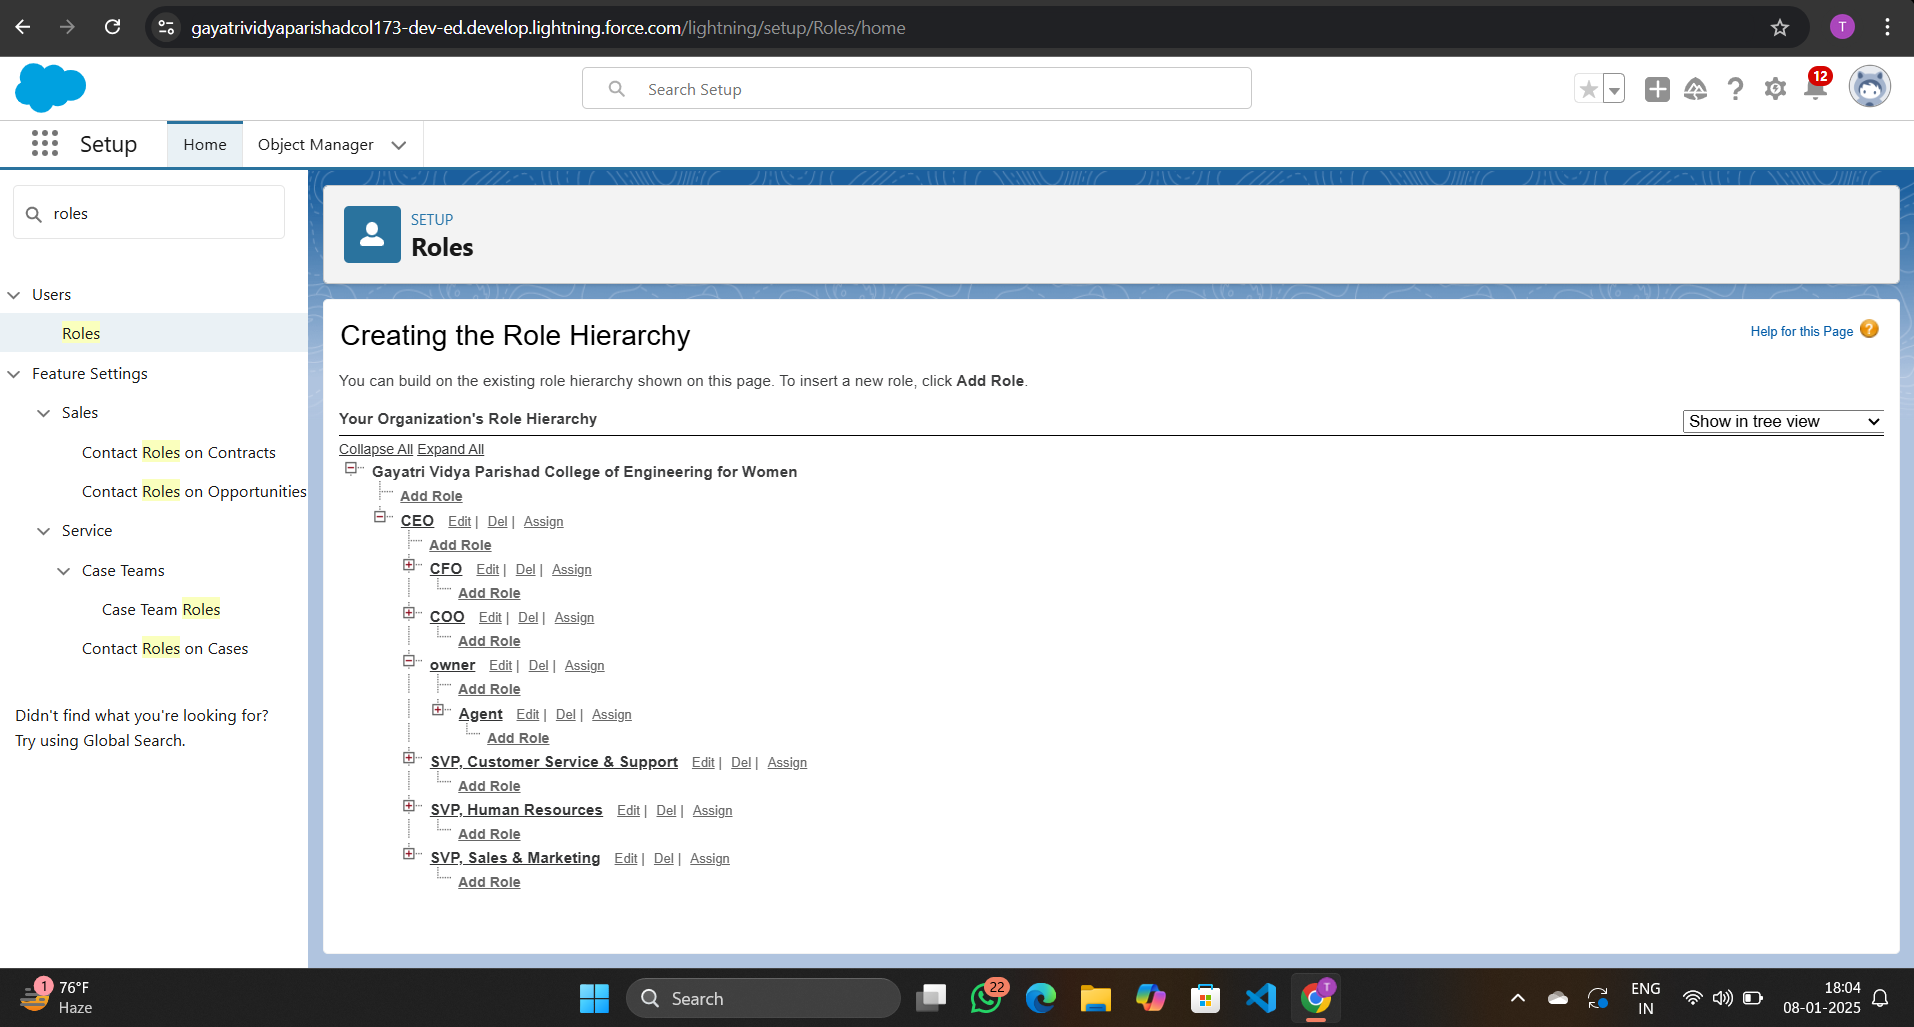 gayatrividyaparishadcol173-dev-ed.develop.lightning.force.com/lightning/setup/Roles/home
T
Search Setup
12
Setup
Home
Object Manager
roles
Users
Roles
Feature Settings
Sales
Contact Roles on Contracts
Contact Roles on Opportunities
Service
Case Teams
Case Team Roles
Contact Roles on Cases
Didn't find what you're looking for?
Try using Global Search.
SETUP
Roles
Creating the Role Hierarchy
Help for this Page ?
You can build on the existing role hierarchy shown on this page. To insert a new role, click Add Role.
Your Organization's Role Hierarchy
Show in tree view
Collapse All Expand All
Gayatri Vidya Parishad College of Engineering for Women
Add Role
CEO Edit | Del | Assign
Add Role
CFO Edit | Del | Assign
Add Role
COO Edit | Del | Assign
Add Role
owner Edit | Del | Assign
Add Role
Agent Edit | Del | Assign
Add Role
SVP, Customer Service & Support Edit | Del | Assign
Add Role
SVP, Human Resources Edit | Del | Assign
Add Role
SVP, Sales & Marketing Edit | Del | Assign
Add Role
1
76°F
Haze
Search
22
T
ENG
IN
18:04
08-01-2025